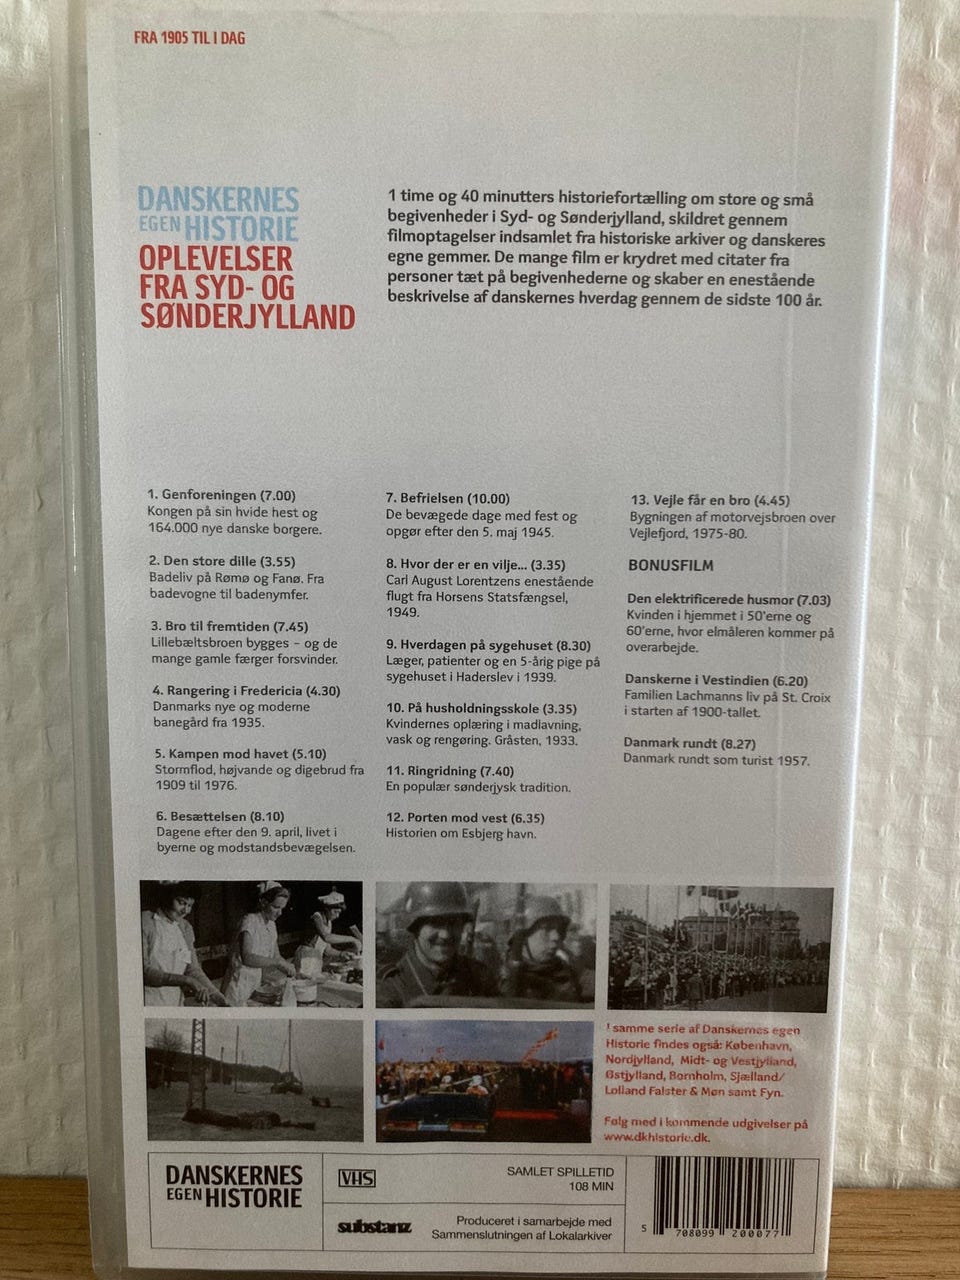 FRA 1905 TIL I DAG
DANSKERNES
EGEN HISTORIE
OPLEVELSER
FRA SYD- OG
SØNDERJYLLAND
1 time og 40 minutters historiefortælling om store og små
begivenheder i Syd- og Sønderjylland, skildret gennem
filmoptagelser indsamlet fra historiske arkiver og danskeres
egne gemmer. De mange film er krydret med citater fra
personer tæt på begivenhederne og skaber en enestående
beskrivelse af danskernes hverdag gennem de sidste 100 år.
1. Genforeningen (7.00)
Kongen på sin hvide hest og
164.000 nye danske borgere.
2. Den store dille (3.55)
Badeliv på Rømø og Fanø. Fra
badevogne til badenymfer.
3. Bro til fremtiden (7.45)
Lillebæltsbroen bygges – og de
mange gamle færger forsvinder.
4. Rangering i Fredericia (4.30)
Danmarks nye og moderne
banegård fra 1935.
5. Kampen mod havet (5.10)
Stormflod, højvande og digebrud fra
1909 til 1976.
6. Besættelsen (8.10)
Dagene efter den 9. april, livet i
byerne og modstandsbevægelsen.
7. Befrielsen (10.00)
De bevægede dage med fest og
opgør efter den 5. maj 1945.
8. Hvor der er en vilje... (3.35)
Carl August Lorentzens enestående
flugt fra Horsens Statsfængsel,
1949.
9. Hverdagen på sygehuset (8.30)
Læger, patienter og en 5-årig pige på
sygehuset i Haderslev i 1939.
10. På husholdningsskole (3.35)
Kvindernes oplæring i madlavning,
vask og rengøring. Gråsten, 1933.
11. Ringridning (7.40)
En populær sønderjysk tradition.
12. Porten mod vest (6.35)
Historien om Esbjerg havn.
13. Vejle får en bro (4.45)
Bygningen af motorvejsbroen over
Vejlefjord, 1975-80.
BONUSFILM
Den elektrificerede husmor (7.03)
Kvinden i hjemmet i 50'erne og
60'erne, hvor elmåleren kommer på
overarbejde.
Danskerne i Vestindien (6.20)
Familien Lachmanns liv på St. Croix
i starten af 1900-tallet.
Danmark rundt (8.27)
Danmark rundt som turist 1957.
I samme serie af Danskernes egen
Historie findes også: København,
Nordjylland, Midt- og Vestjylland,
Østjylland, Bornholm, Sjælland/
Lolland Falster & Møn samt Fyn.
Følg med i kommende udgivelser på
www.dkhistorie.dk.
DANSKERNES
EGEN HISTORIE
VHS
SAMLET SPILLETID
108 MIN
substanz
Produceret i samarbejde med
Sammenslutningen af Lokalarkiver
5 708099 200077